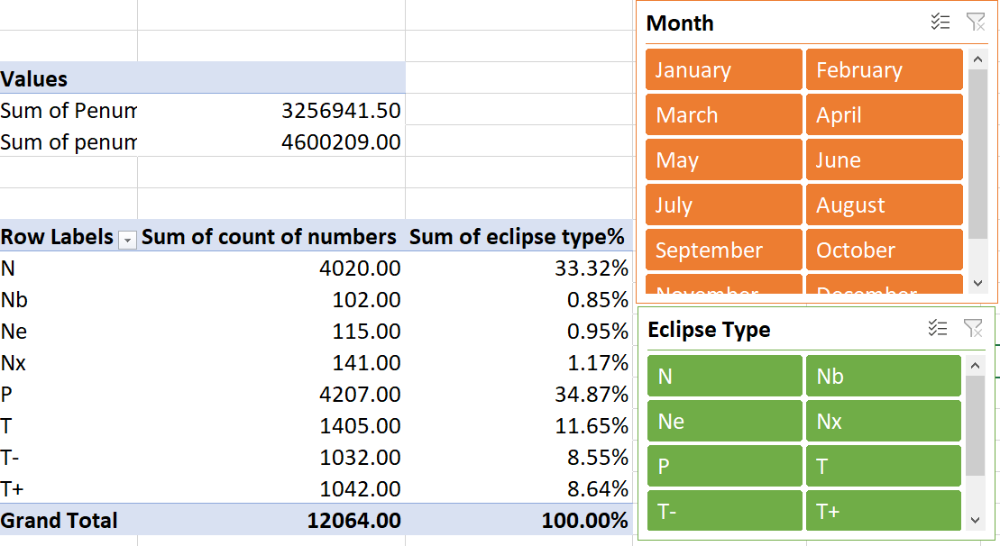 Values
Sum of Penum 3256941.50
Sum of penum 4600209.00
Row Labels Sum of count of numbers Sum of eclipse type%
N 4020.00 33.32%
Nb 102.00 0.85%
Ne 115.00 0.95%
Nx 141.00 1.17%
P 4207.00 34.87%
T 1405.00 11.65%
T- 1032.00 8.55%
T+ 1042.00 8.64%
Grand Total 12064.00 100.00%
Month
January February
March April
May June
July August
September October
November December
Eclipse Type
N Nb
Ne Nx
P T
T- T+